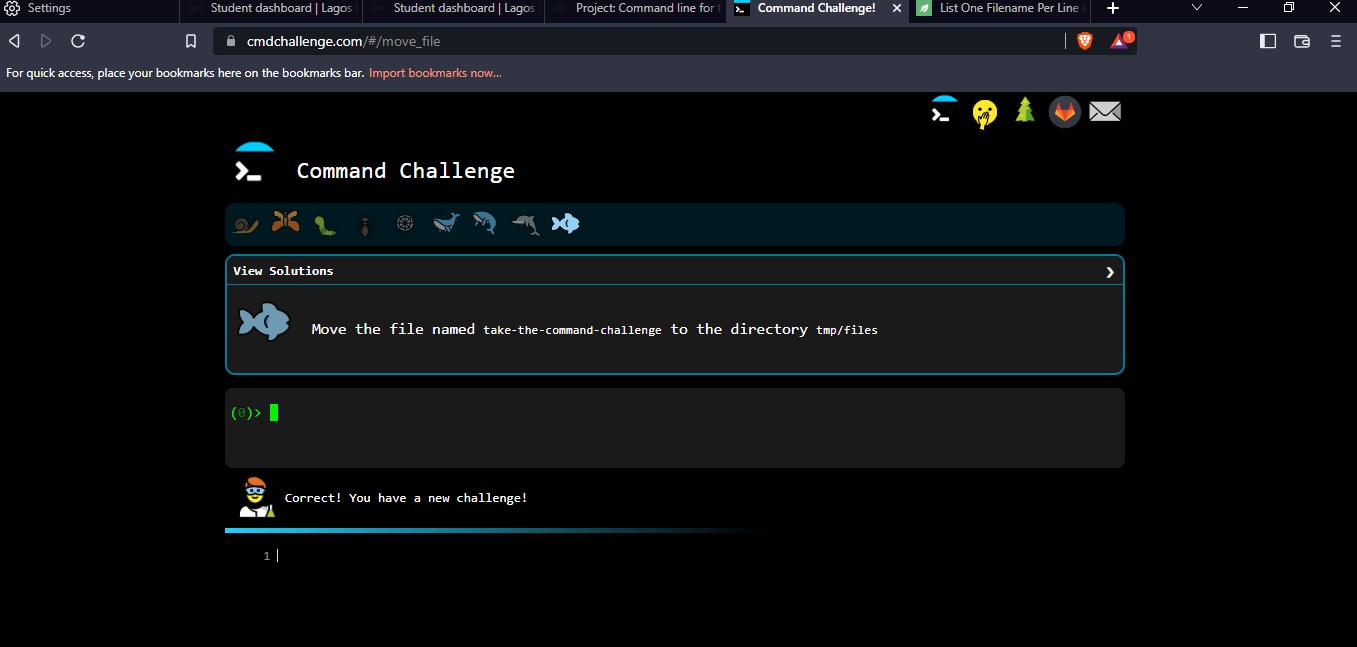 Settings
Student dashboard | Lagos
Student dashboard | Lagos
Project: Command line for
Command Challenge!
List One Filename Per Line
cmdchallenge.com/#/move_file
1
For quick access, place your bookmarks here on the bookmarks bar. Import bookmarks now...
Command Challenge
View Solutions
Move the file named take-the-command-challenge to the directory tmp/files
(0)>
Correct! You have a new challenge!
1